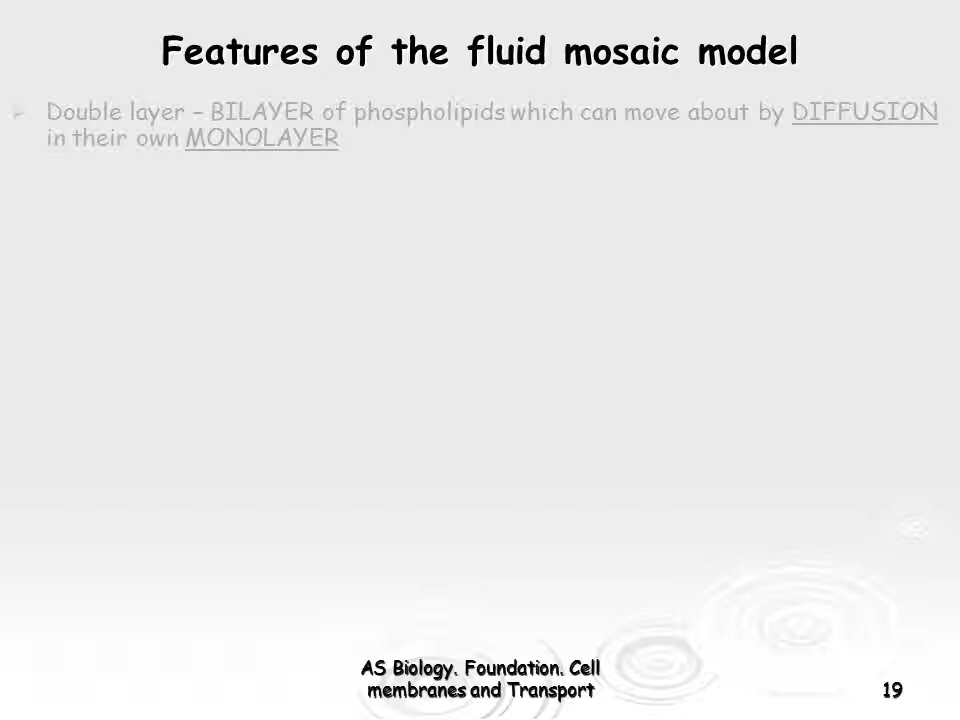 Features of the fluid mosaic model
Double layer – BILAYER of phospholipids which can move about by DIFFUSION
in their own MONOLAYER
AS Biology. Foundation. Cell
membranes and Transport
19